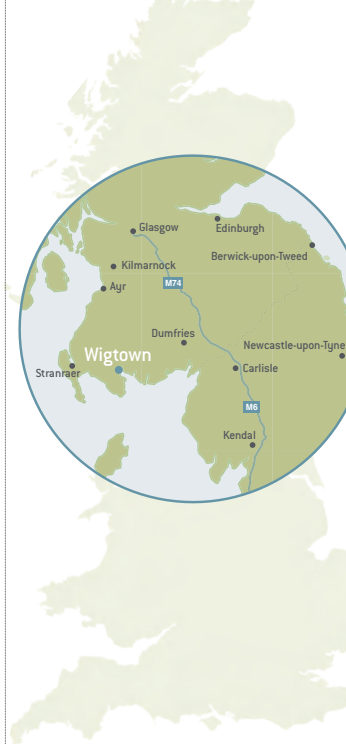 Glasgow
Edinburgh
Berwick-upon-Tweed
Kilmarnock
M74
Ayr
Dumfries
Newcastle-upon-Tyne
Wigtown
Carlisle
Stranraer
M6
Kendal